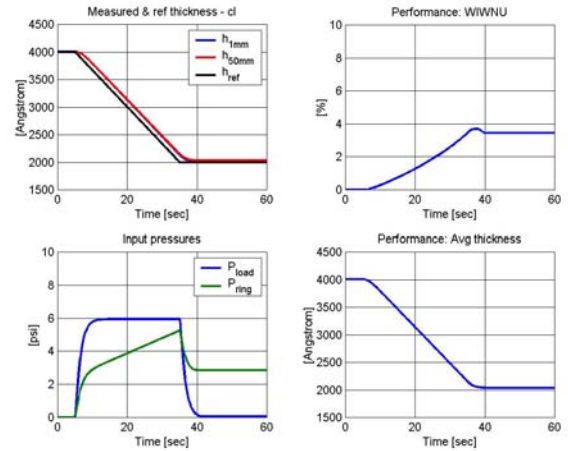 Measured & ref thickness - cl
[Angstrom]
4500
4000
3500
3000
2500
2000
1500
h1mm
h50mm
href
0 20 40 60
Time [sec]
Performance: WIWNU
[%]
10
8
6
4
2
0
0 20 40 60
Time [sec]
Input pressures
[psi]
10
8
6
4
2
0
Pload
Pring
0 20 40 60
Time [sec]
Performance: Avg thickness
[Angstrom]
4500
4000
3500
3000
2500
2000
1500
0 20 40 60
Time [sec]